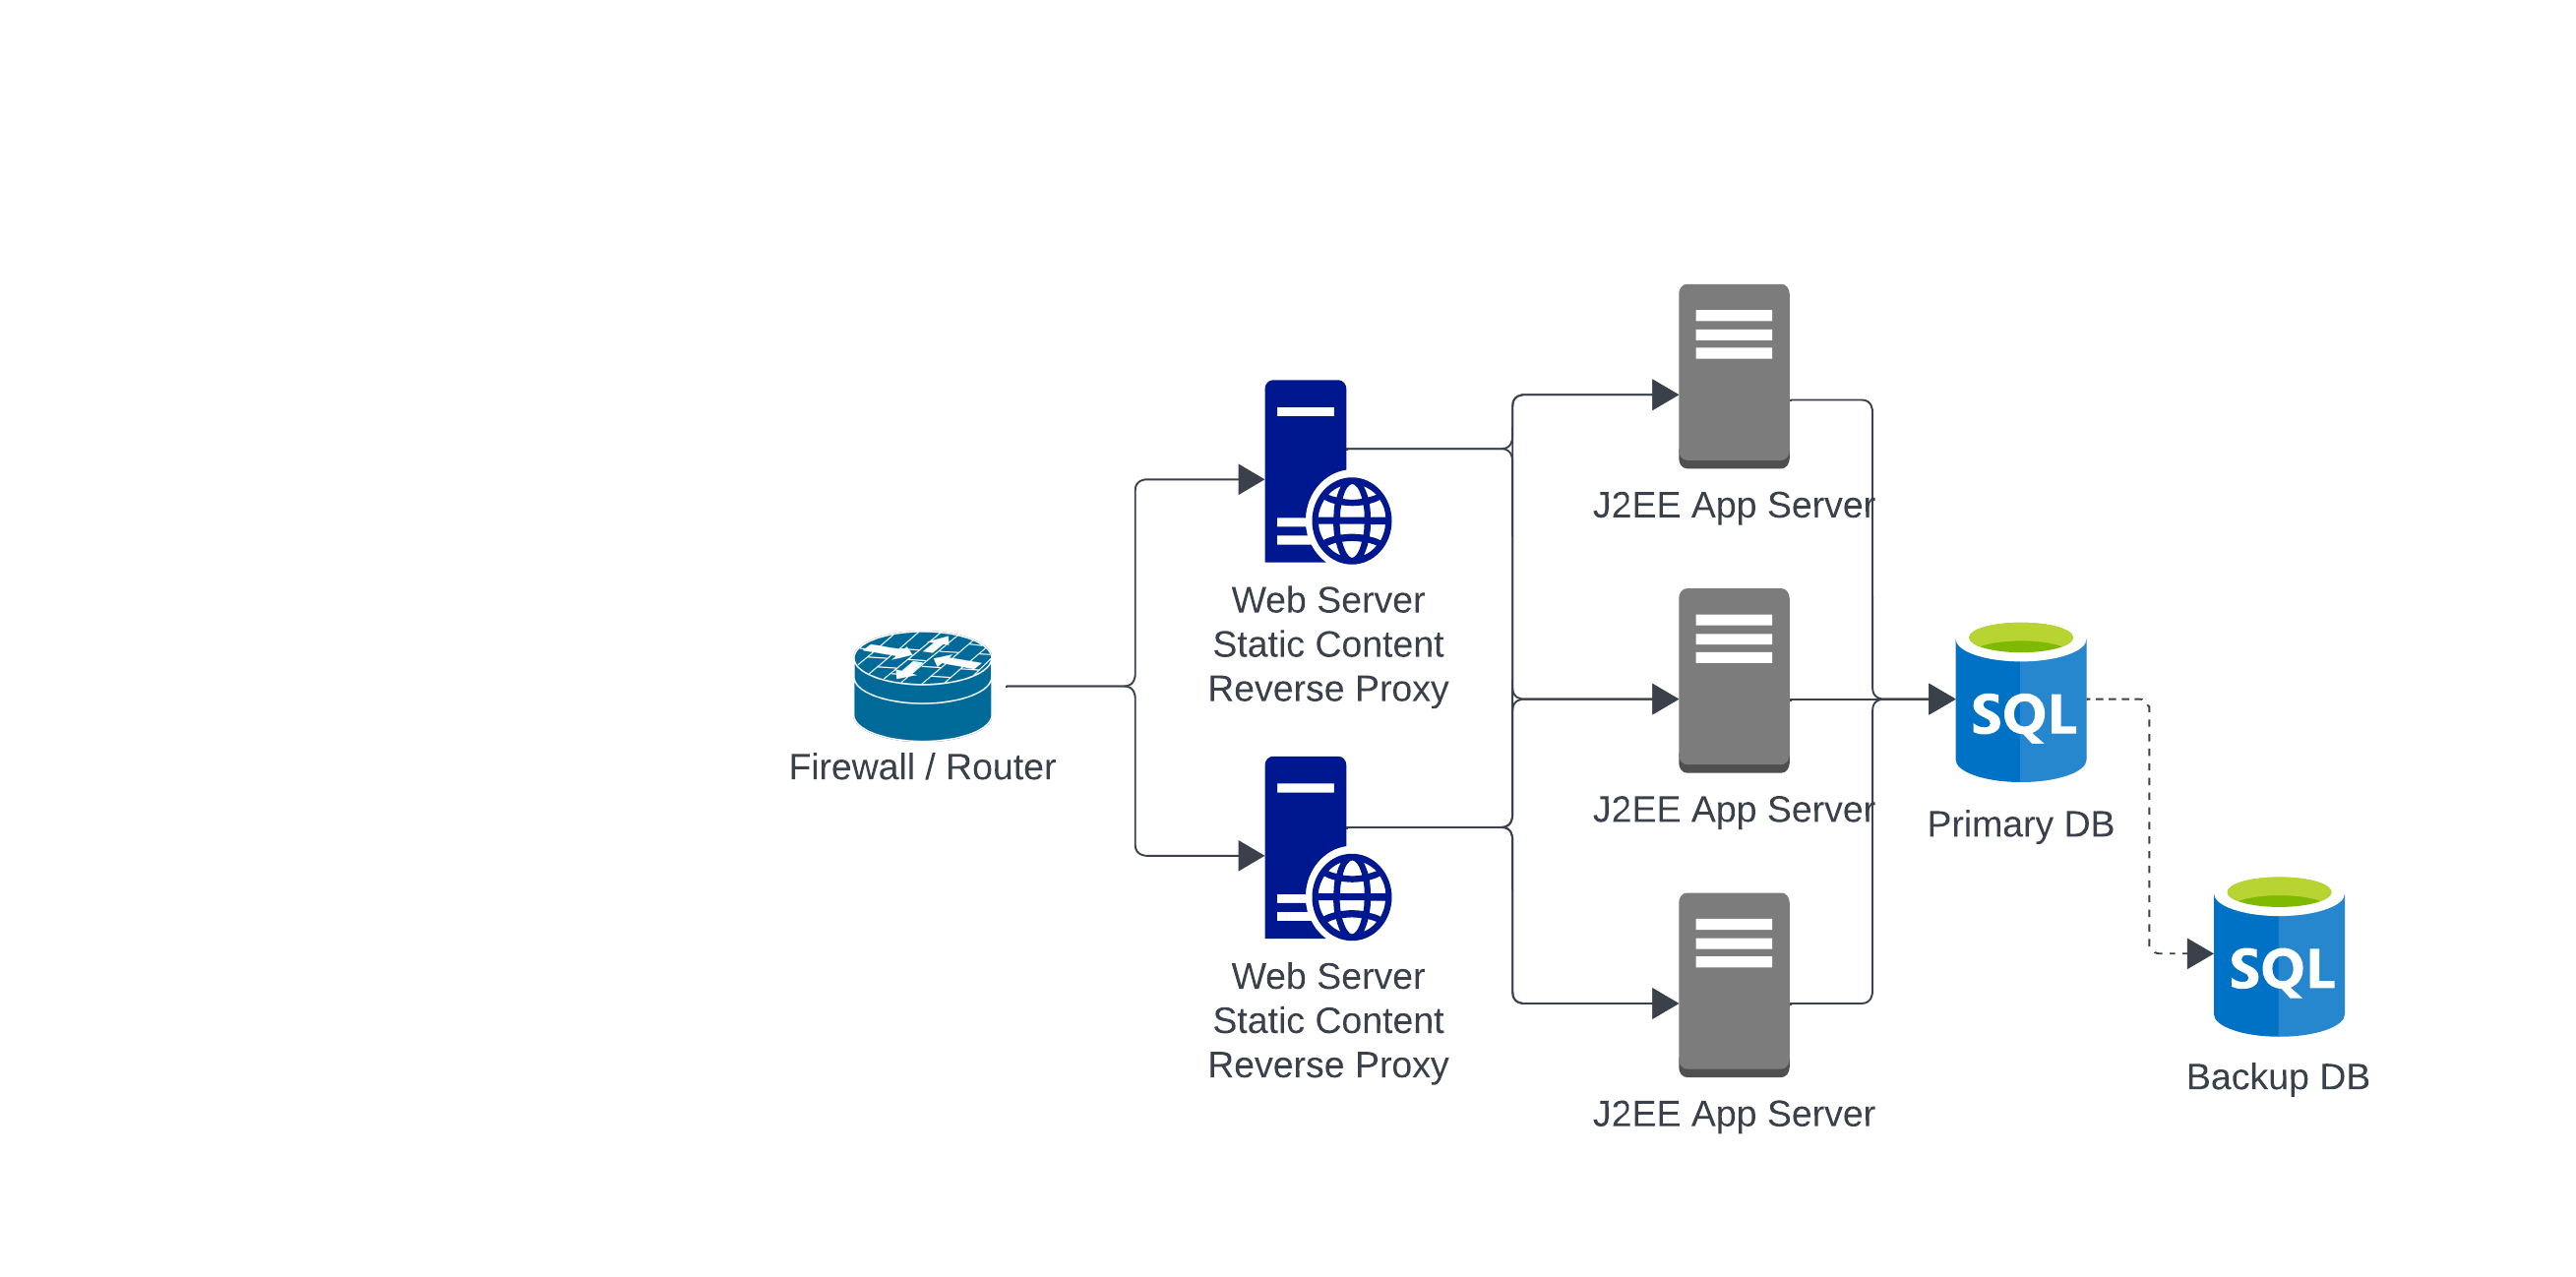 J2EE App Server
Web Server
Static Content
Reverse Proxy
Firewall / Router
J2EE App Server
SQL
Primary DB
Web Server
Static Content
Reverse Proxy
J2EE App Server
SQL
Backup DB